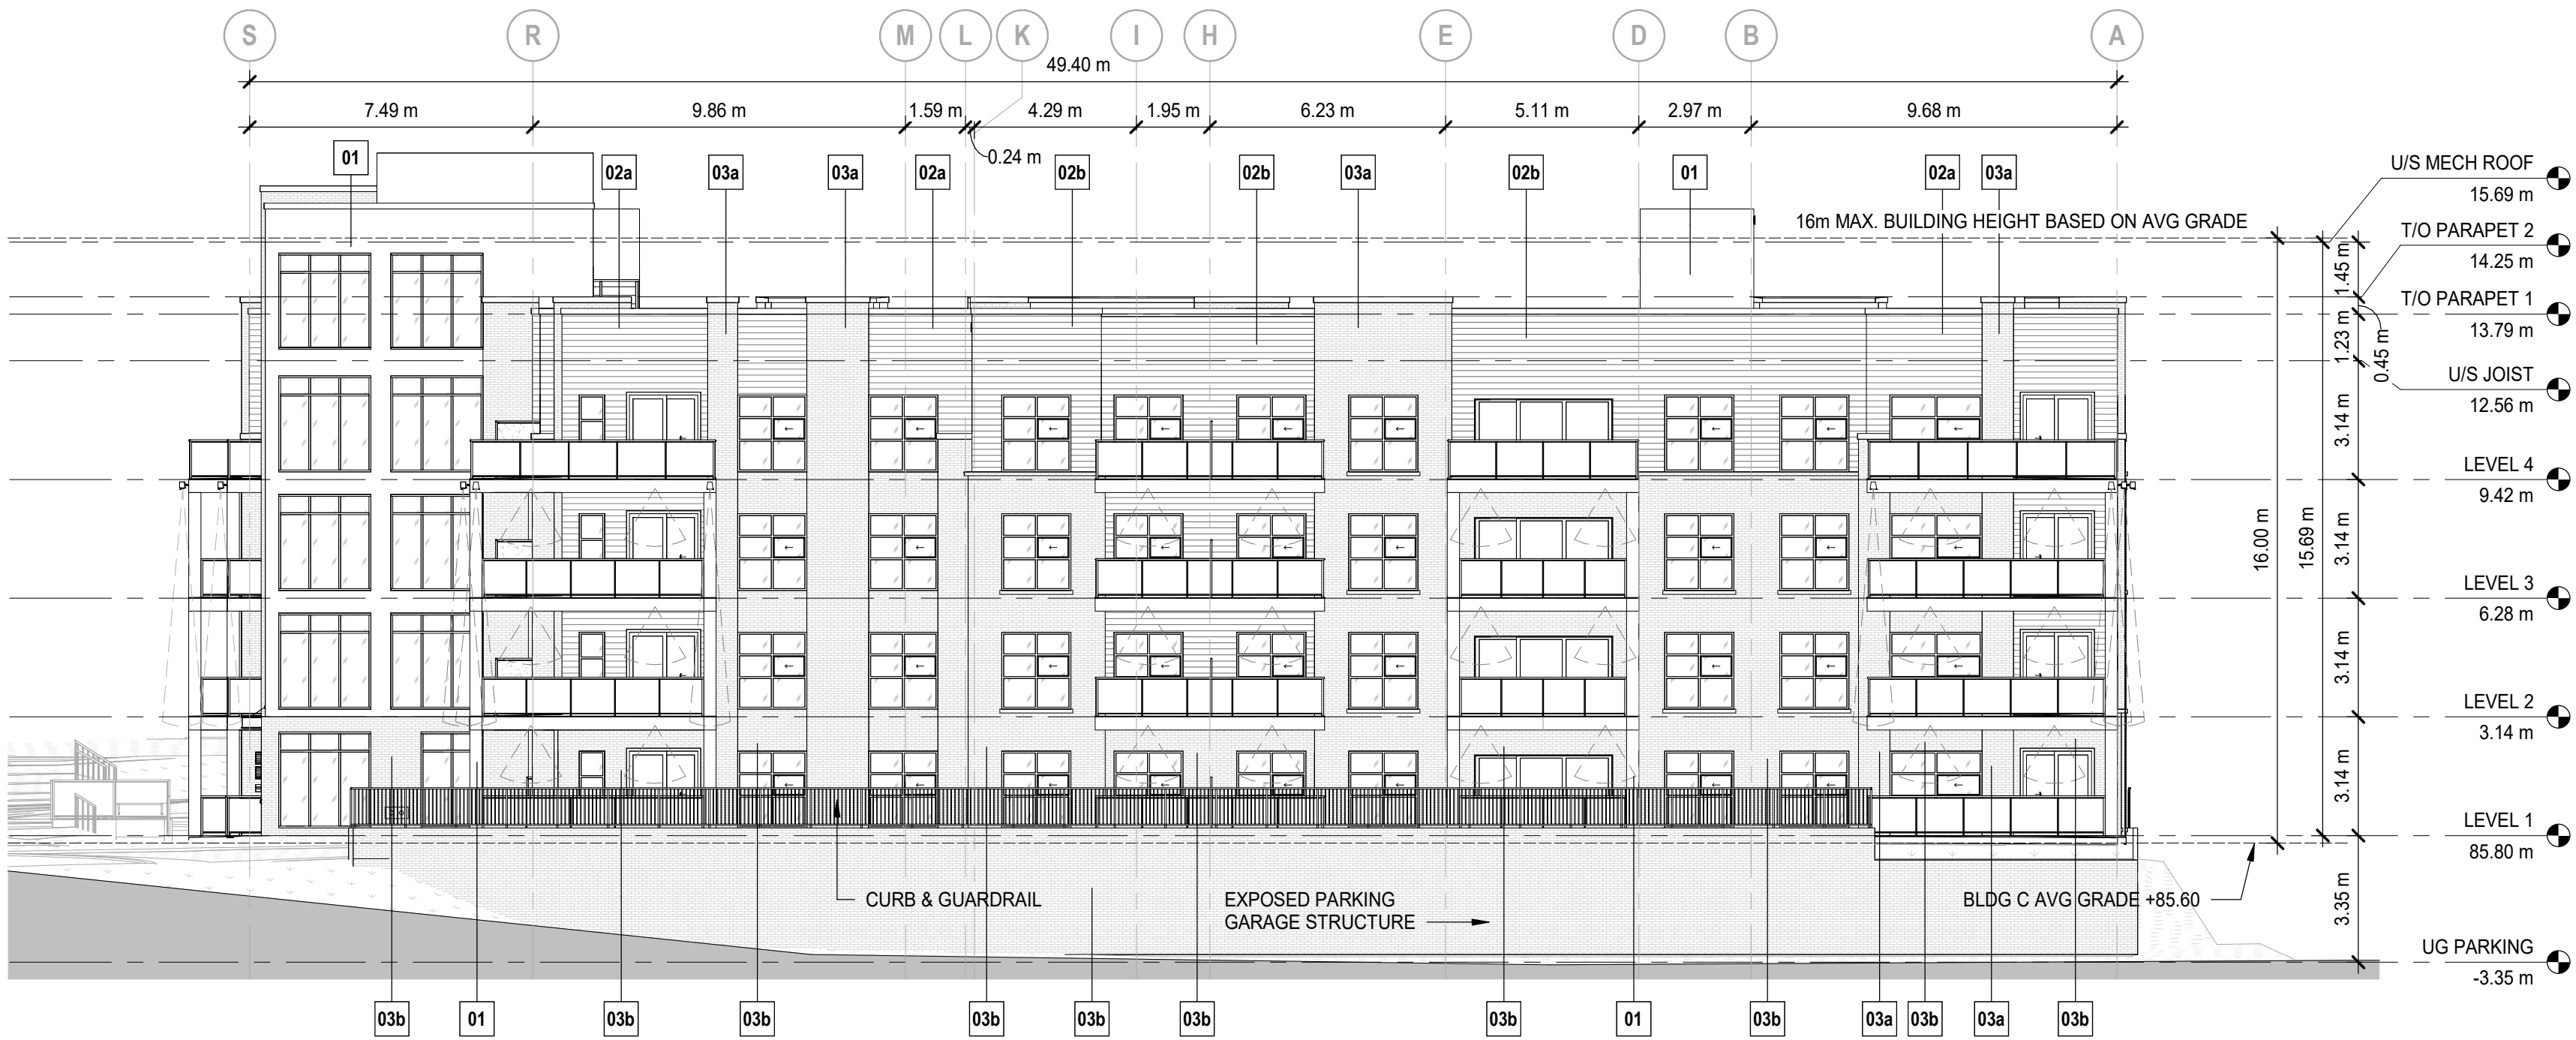 S R M L K I H E D B A
49.40 m
7.49 m 9.86 m 1.59 m 4.29 m 1.95 m 6.23 m 5.11 m 2.97 m 9.68 m
0.24 m
01 02a 03a 03a 02a 02b 02b 03a 02b 01 02a 03a
16m MAX. BUILDING HEIGHT BASED ON AVG GRADE
U/S MECH ROOF
15.69 m
T/O PARAPET 2
14.25 m
T/O PARAPET 1
13.79 m
U/S JOIST
12.56 m
LEVEL 4
9.42 m
LEVEL 3
6.28 m
LEVEL 2
3.14 m
LEVEL 1
85.80 m
UG PARKING
-3.35 m
1.45 m
1.23 m
0.45 m
3.14 m
3.14 m
3.14 m
3.14 m
3.35 m
16.00 m
15.69 m
CURB & GUARDRAIL
EXPOSED PARKING
GARAGE STRUCTURE
BLDG C AVG GRADE +85.60
03b 01 03b 03b 03b 03b 03b 03b 01 03b 03a 03b 03a 03b